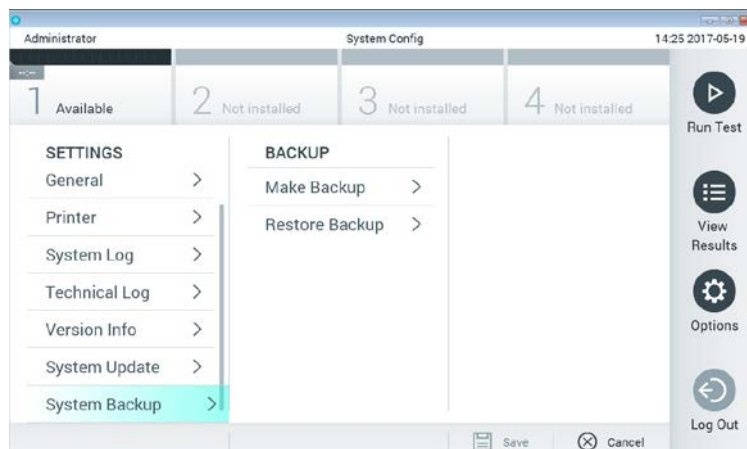 Administrator System Config 14:25 2017-05-19
--:--
1 Available 2 Not installed 3 Not installed 4 Not installed
Run Test
SETTINGS BACKUP
General Make Backup
Printer Restore Backup
View
Results
System Log
Technical Log
Options
Version Info
System Update
System Backup
Log Out
Save Cancel